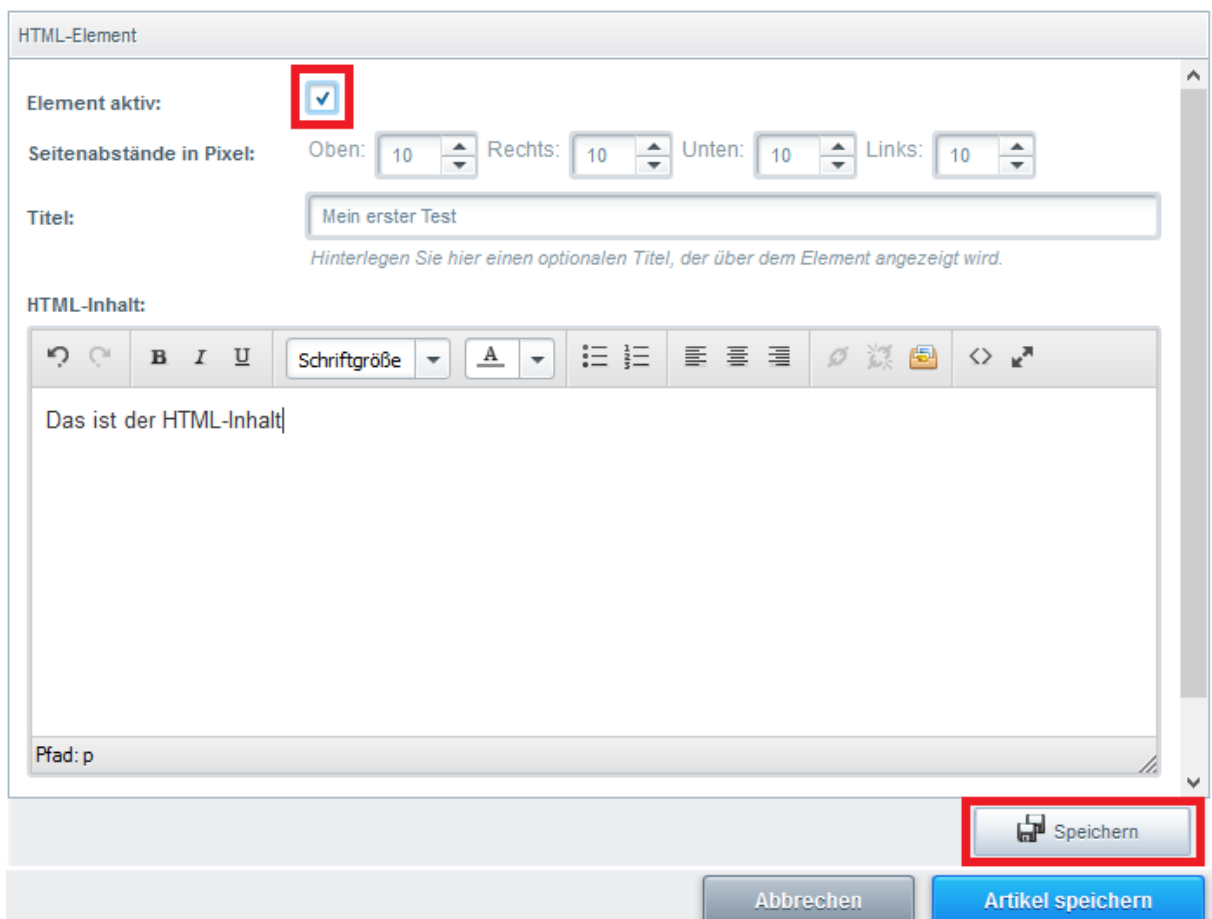 HTML-Element
Element aktiv:
Seitenabstände in Pixel: Oben: 10 Rechts: 10 Unten: 10 Links: 10
Titel: Mein erster Test
Hinterlegen Sie hier einen optionalen Titel, der über dem Element angezeigt wird.
HTML-Inhalt:
B I U Schriftgröße A
Das ist der HTML-Inhalt
Pfad: p
Speichern
Abbrechen Artikel speichern